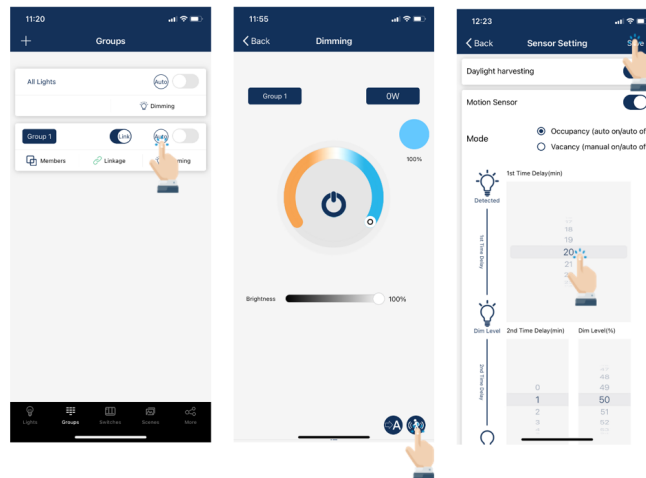 11:20
Groups
All Lights
Auto
Dimming
Group 1
Link
Auto
Members
Linkage
Lights
Groups
Switches
Scenes
More
11:55
Back
Dimming
Group 1
0W
100%
Brightness
100%
A
12:23
Back
Sensor Setting
Daylight harvesting
Motion Sensor
Mode
Occupancy (auto on/auto of
Vacancy (manual on/auto of
1st Time Delay(min)
Detected
18
19
20
21
1st Time Delay
Dim Level
2nd Time Delay(min)
Dim Level(%)
48
0
49
1
50
2
51
3
52
2nd Time Delay